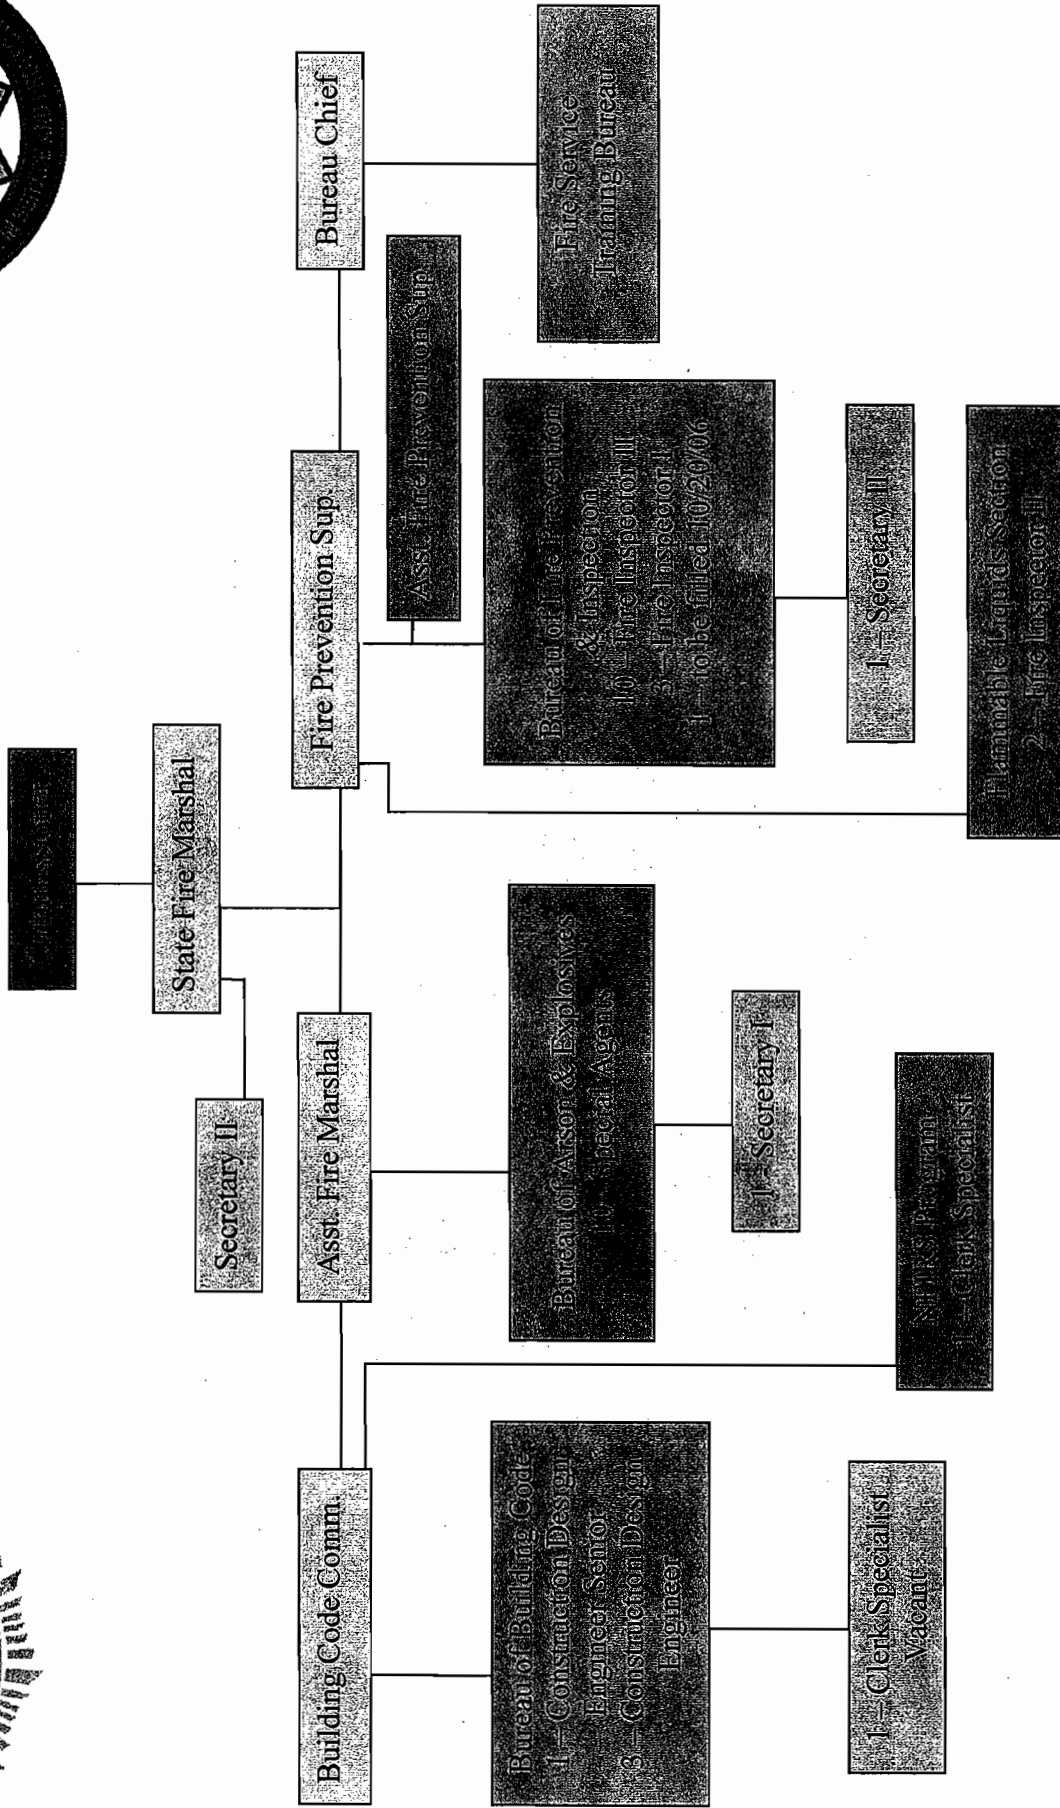 State Fire Marshal
Secretary II
Building Code Comm.
Asst. Fire Marshal
Fire Prevention Sup.
Bureau Chief
Asst. Fire Prevention Sup.
Bureau of Building Code
1 – Construction Design
Engineer Senior
3 – Construction Design
Engineer
Bureau of Arson & Explosives
10 – Special Agents
Bureau of Fire Prevention
& Inspection
10 – Fire Inspector II
3 – Fire Inspector I
1 – to be filled 10/20/06
Fire Service
Training Bureau
1 – Clerk Specialist
Vacant
NFIRS Program
1 – Clerk Specialist
1 – Secretary I
1 – Secretary II
Flammable Liquids Section
2 – Fire Inspector II